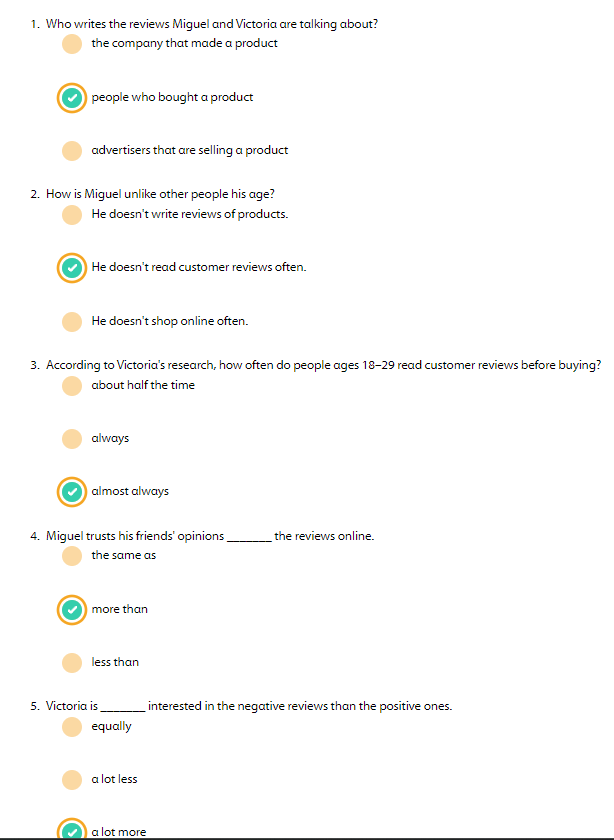 1. Who writes the reviews Miguel and Victoria are talking about?
the company that made a product
people who bought a product
advertisers that are selling a product
2. How is Miguel unlike other people his age?
He doesn't write reviews of products.
He doesn't read customer reviews often.
He doesn't shop online often.
3. According to Victoria's research, how often do people ages 18–29 read customer reviews before buying?
about half the time
always
almost always
4. Miguel trusts his friends' opinions _______ the reviews online.
the same as
more than
less than
5. Victoria is _______ interested in the negative reviews than the positive ones.
equally
a lot less
a lot more